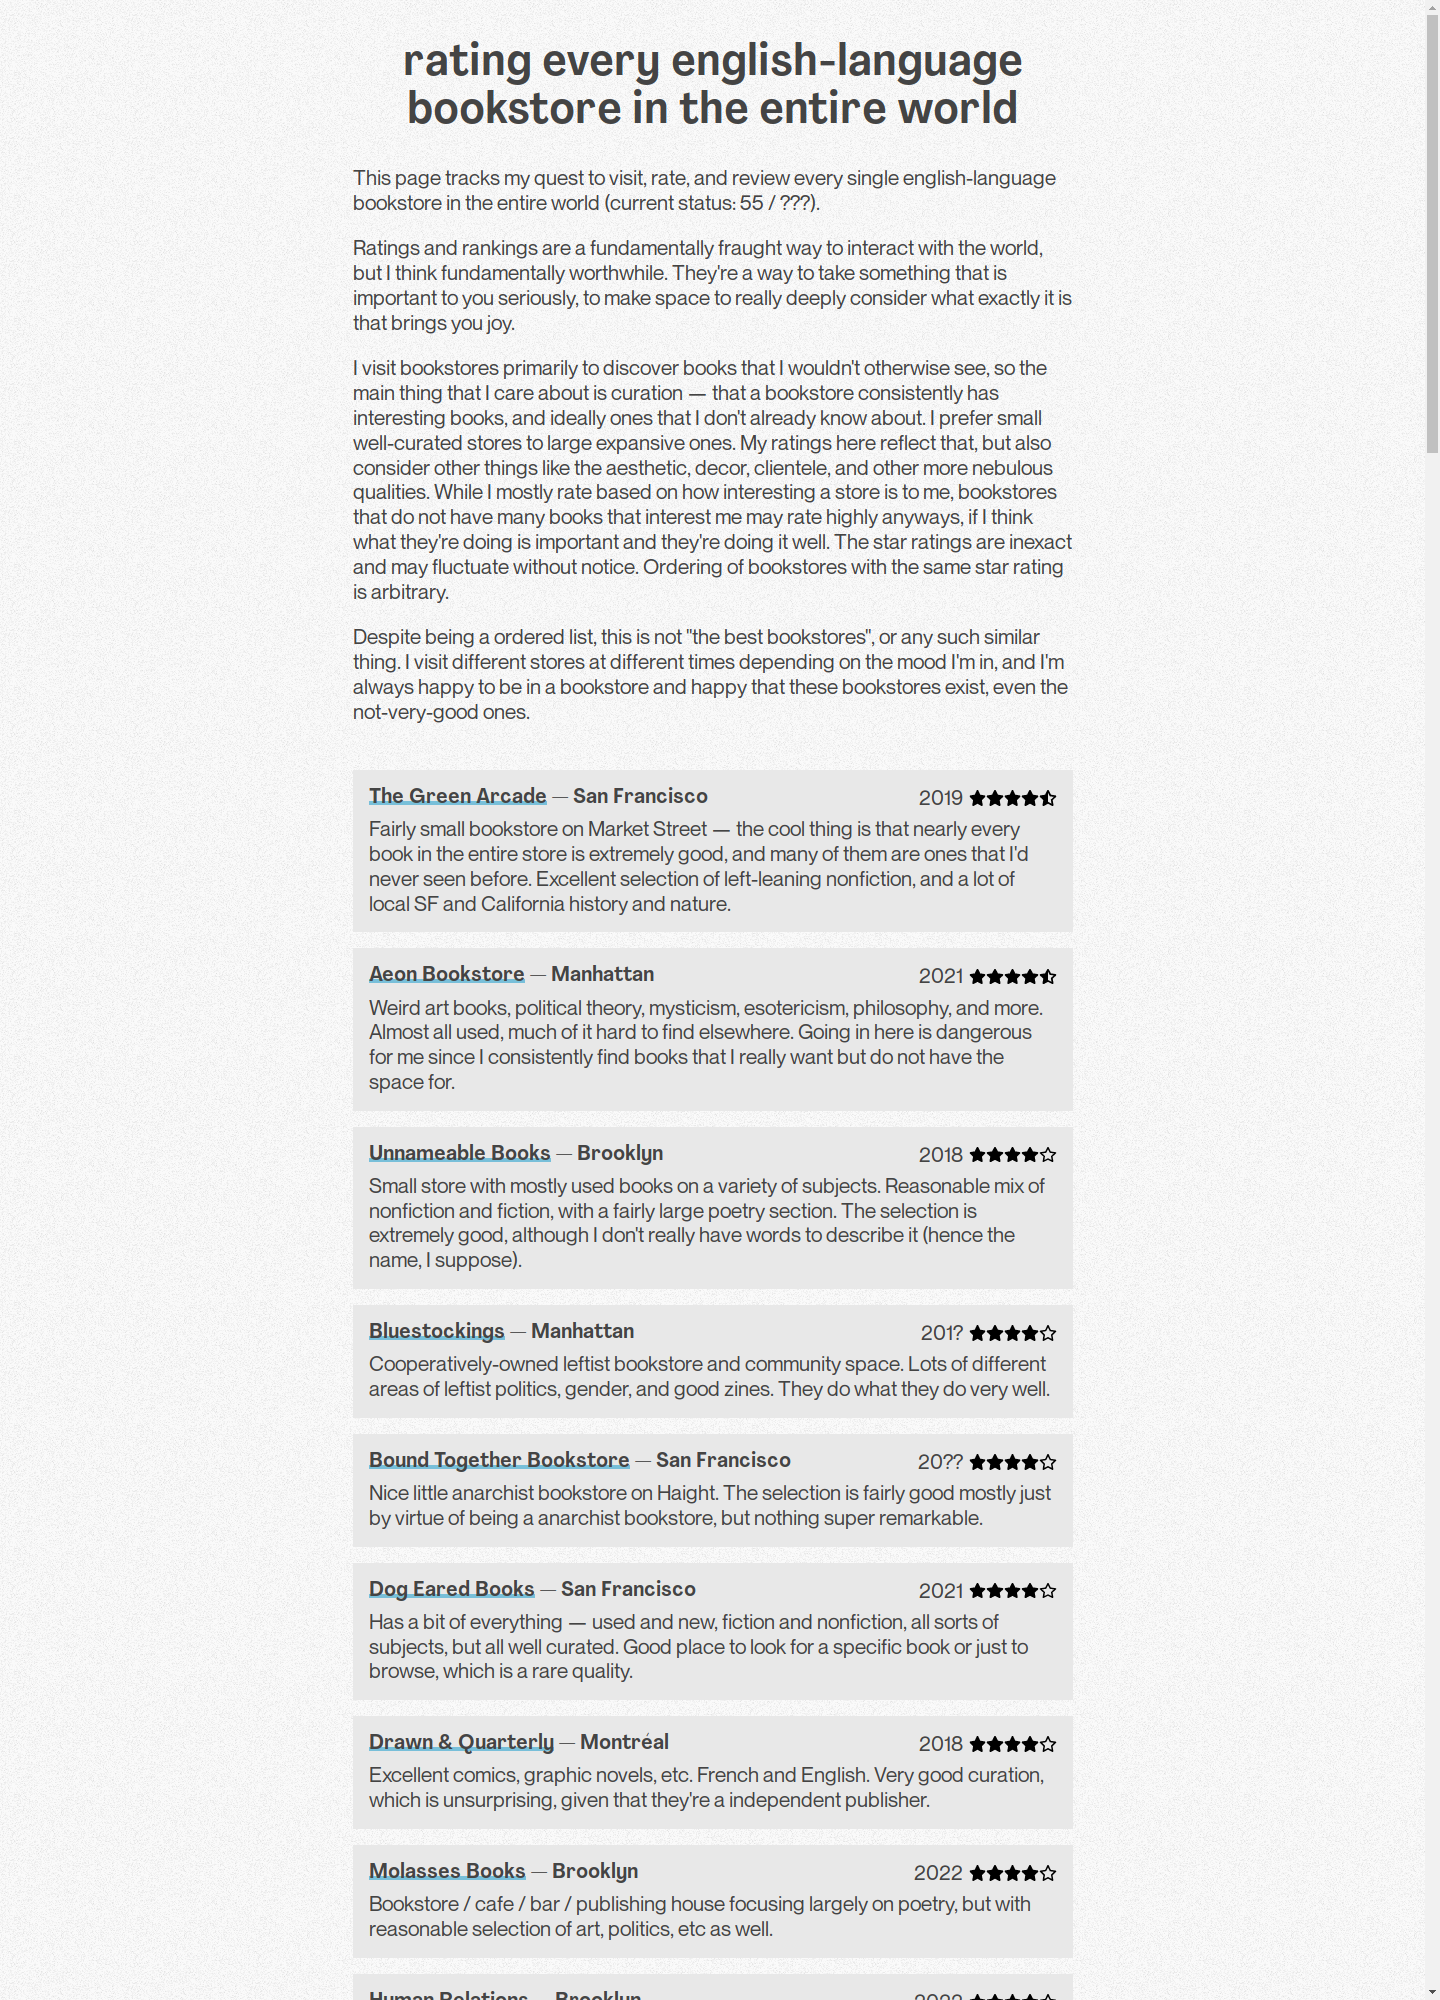 rating every english-language
bookstore in the entire world
This page tracks my quest to visit, rate, and review every single english-language
bookstore in the entire world (current status: 55 / ???).
Ratings and rankings are a fundamentally fraught way to interact with the world,
but I think fundamentally worthwhile. They're a way to take something that is
important to you seriously, to make space to really deeply consider what exactly it is
that brings you joy.
I visit bookstores primarily to discover books that I wouldn't otherwise see, so the
main thing that I care about is curation — that a bookstore consistently has
interesting books, and ideally ones that I don't already know about. I prefer small
well-curated stores to large expansive ones. My ratings here reflect that, but also
consider other things like the aesthetic, decor, clientele, and other more nebulous
qualities. While I mostly rate based on how interesting a store is to me, bookstores
that do not have many books that interest me may rate highly anyways, if I think
what they're doing is important and they're doing it well. The star ratings are inexact
and may fluctuate without notice. Ordering of bookstores with the same star rating
is arbitrary.
Despite being a ordered list, this is not "the best bookstores", or any such similar
thing. I visit different stores at different times depending on the mood I'm in, and I'm
always happy to be in a bookstore and happy that these bookstores exist, even the
not-very-good ones.
The Green Arcade — San Francisco 2019
Fairly small bookstore on Market Street — the cool thing is that nearly every
book in the entire store is extremely good, and many of them are ones that I'd
never seen before. Excellent selection of left-leaning nonfiction, and a lot of
local SF and California history and nature.
Aeon Bookstore — Manhattan 2021
Weird art books, political theory, mysticism, esotericism, philosophy, and more.
Almost all used, much of it hard to find elsewhere. Going in here is dangerous
for me since I consistently find books that I really want but do not have the
space for.
Unnameable Books — Brooklyn 2018
Small store with mostly used books on a variety of subjects. Reasonable mix of
nonfiction and fiction, with a fairly large poetry section. The selection is
extremely good, although I don't really have words to describe it (hence the
name, I suppose).
Bluestockings — Manhattan 201?
Cooperatively-owned leftist bookstore and community space. Lots of different
areas of leftist politics, gender, and good zines. They do what they do very well.
Bound Together Bookstore — San Francisco 20??
Nice little anarchist bookstore on Haight. The selection is fairly good mostly just
by virtue of being a anarchist bookstore, but nothing super remarkable.
Dog Eared Books — San Francisco 2021
Has a bit of everything — used and new, fiction and nonfiction, all sorts of
subjects, but all well curated. Good place to look for a specific book or just to
browse, which is a rare quality.
Drawn & Quarterly — Montréal 2018
Excellent comics, graphic novels, etc. French and English. Very good curation,
which is unsurprising, given that they're a independent publisher.
Molasses Books — Brooklyn 2022
Bookstore / cafe / bar / publishing house focusing largely on poetry, but with
reasonable selection of art, politics, etc as well.
Human Relations — Brooklyn 2022